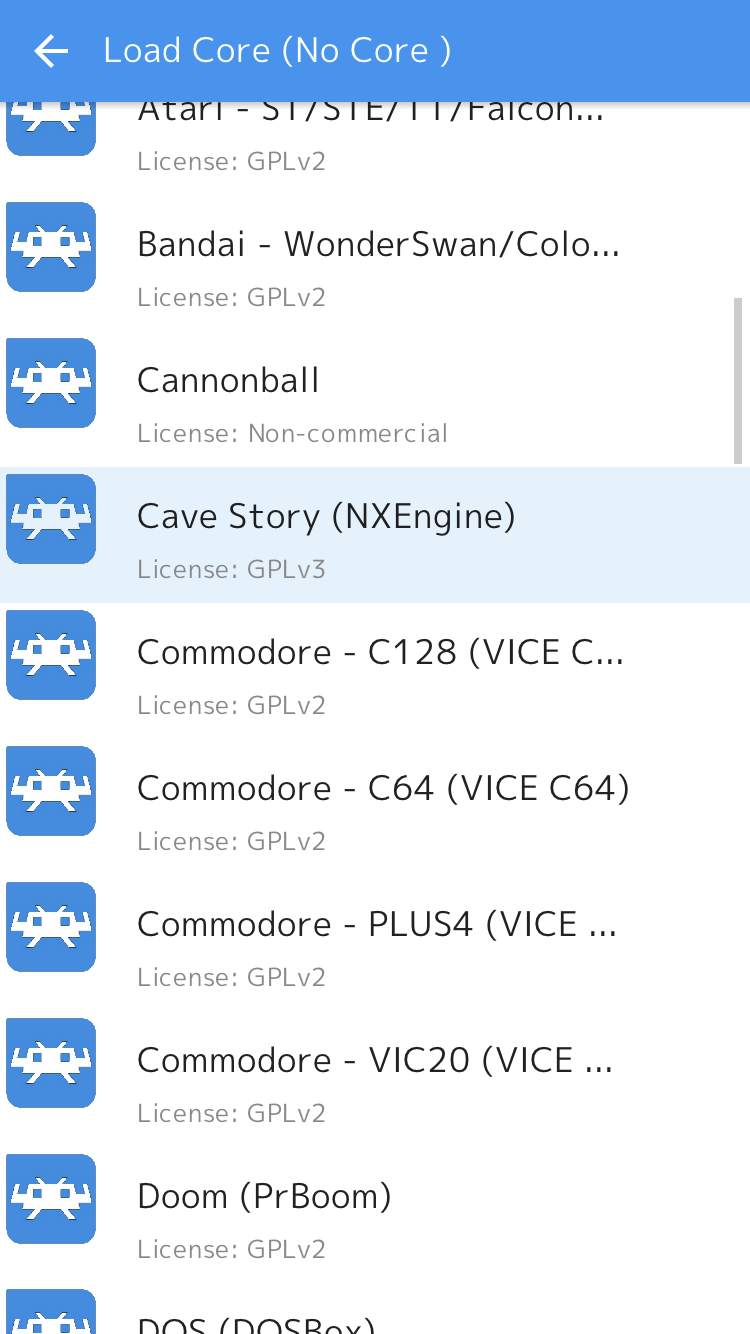 Load Core (No Core )
Atari - ST/STE/TT/Falcon...
License: GPLv2
Bandai - WonderSwan/Colo...
License: GPLv2
Cannonball
License: Non-commercial
Cave Story (NXEngine)
License: GPLv3
Commodore - C128 (VICE C...
License: GPLv2
Commodore - C64 (VICE C64)
License: GPLv2
Commodore - PLUS4 (VICE ...
License: GPLv2
Commodore - VIC20 (VICE ...
License: GPLv2
Doom (PrBoom)
License: GPLv2
DOS (DOSBox)